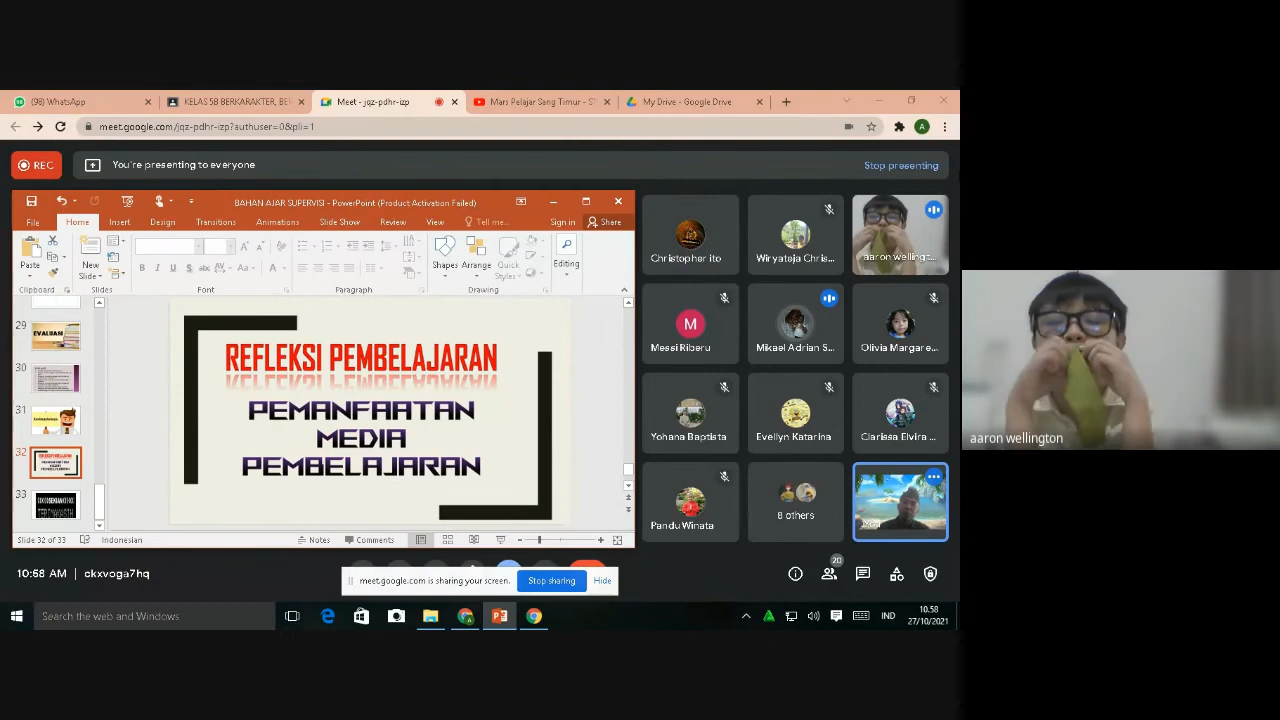 (98) WhatsApp
KELAS 5B BERKARAKTER, BE
Meet - jqz-pdhr-izp
Mars Pelajar Sang Timur - ST
My Drive - Google Drive
meet.google.com/jqz-pdhr-izp?authuser=0&pli=1
A
REC
You're presenting to everyone
Stop presenting
BAHAN AJAR SUPERVISI - PowerPoint (Product Activation Failed)
File
Home
Insert
Design
Transitions
Animations
Slide Show
Review
View
Tell me...
Sign in
Share
Paste
New
Slide
Shapes
Arrange
Quick
Styles
Editing
Clipboard
Slides
Font
Paragraph
Drawing
29
EVALUASI
30
31
32
33
REFLEKSI PEMBELAJARAN
PEMANFAATAN
MEDIA
PEMBELAJARAN
Slide 32 of 33
Indonesian
Notes
Comments
Christopher ito
Wiryateja Chris...
aaron wellingt...
M
Messi Riberu
Mikael Adrian S...
Olivia Margare...
Yohana Baptista
Evellyn Katarina
Clarissa Elvira ...
Pandu Winata
8 others
aaron wellington
10:58 AM
ckxvoga7hq
20
meet.google.com is sharing your screen.
Stop sharing
Hide
Search the web and Windows
IND
10.58
27/10/2021